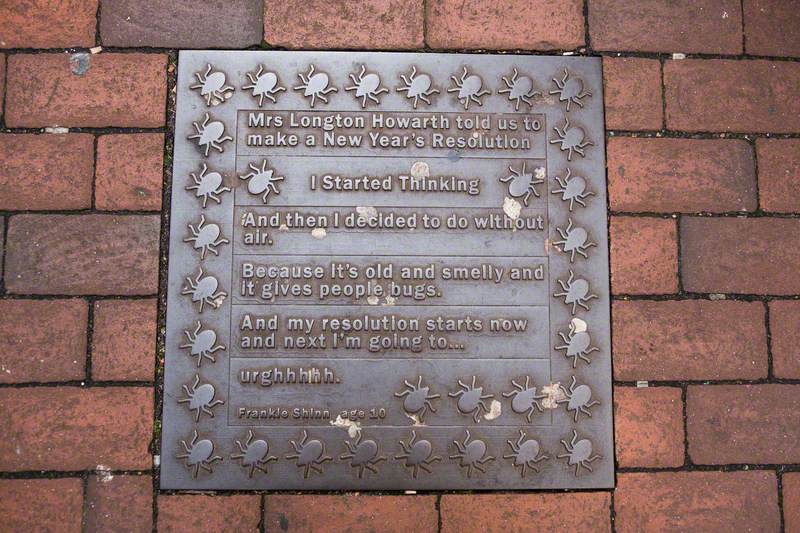 Mrs Longton Howarth told us to
make a New Year's Resolution
I Started Thinking
And then I decided to do without
air.
Because It's old and smelly and
it gives people bugs.
And my resolution starts now
and next I'm going to...
urghhhhh.
Frankie Shinn, age 10